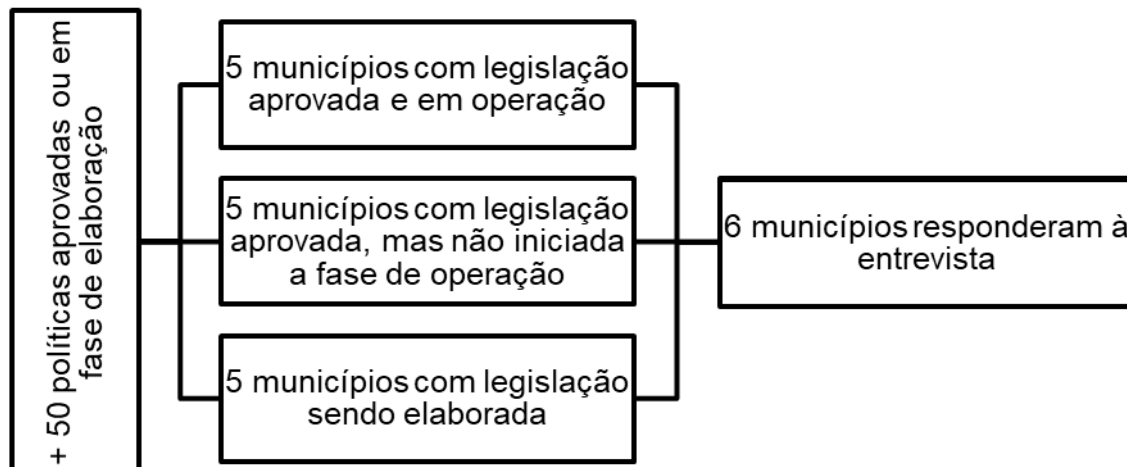 + 50 políticas aprovadas ou em
fase de elaboração
5 municípios com legislação
aprovada e em operação
5 municípios com legislação
aprovada, mas não iniciada
a fase de operação
5 municípios com legislação
sendo elaborada
6 municípios responderam à
entrevista